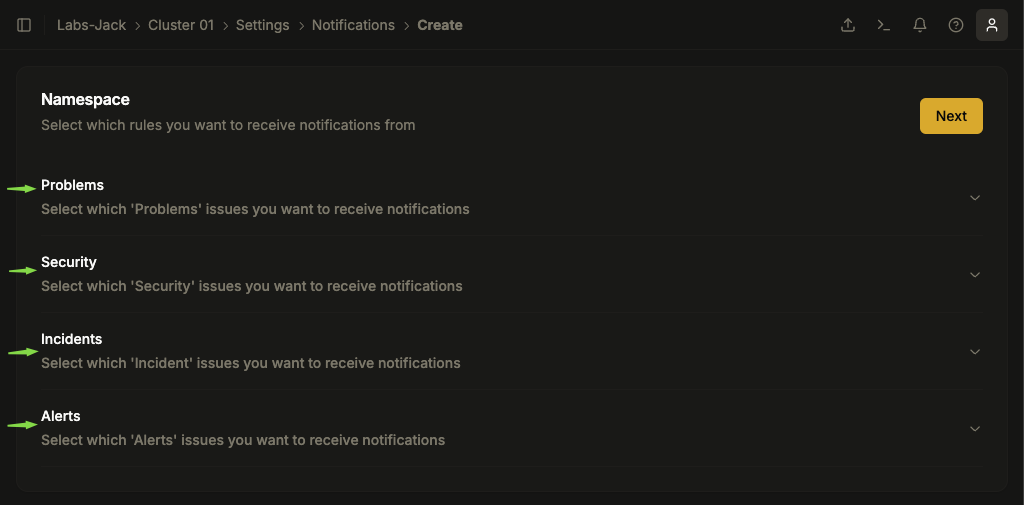 Labs-Jack > Cluster 01 > Settings > Notifications > Create
Namespace
Select which rules you want to receive notifications from
Next
Problems
Select which 'Problems' issues you want to receive notifications
Security
Select which 'Security' issues you want to receive notifications
Incidents
Select which 'Incident' issues you want to receive notifications
Alerts
Select which 'Alerts' issues you want to receive notifications